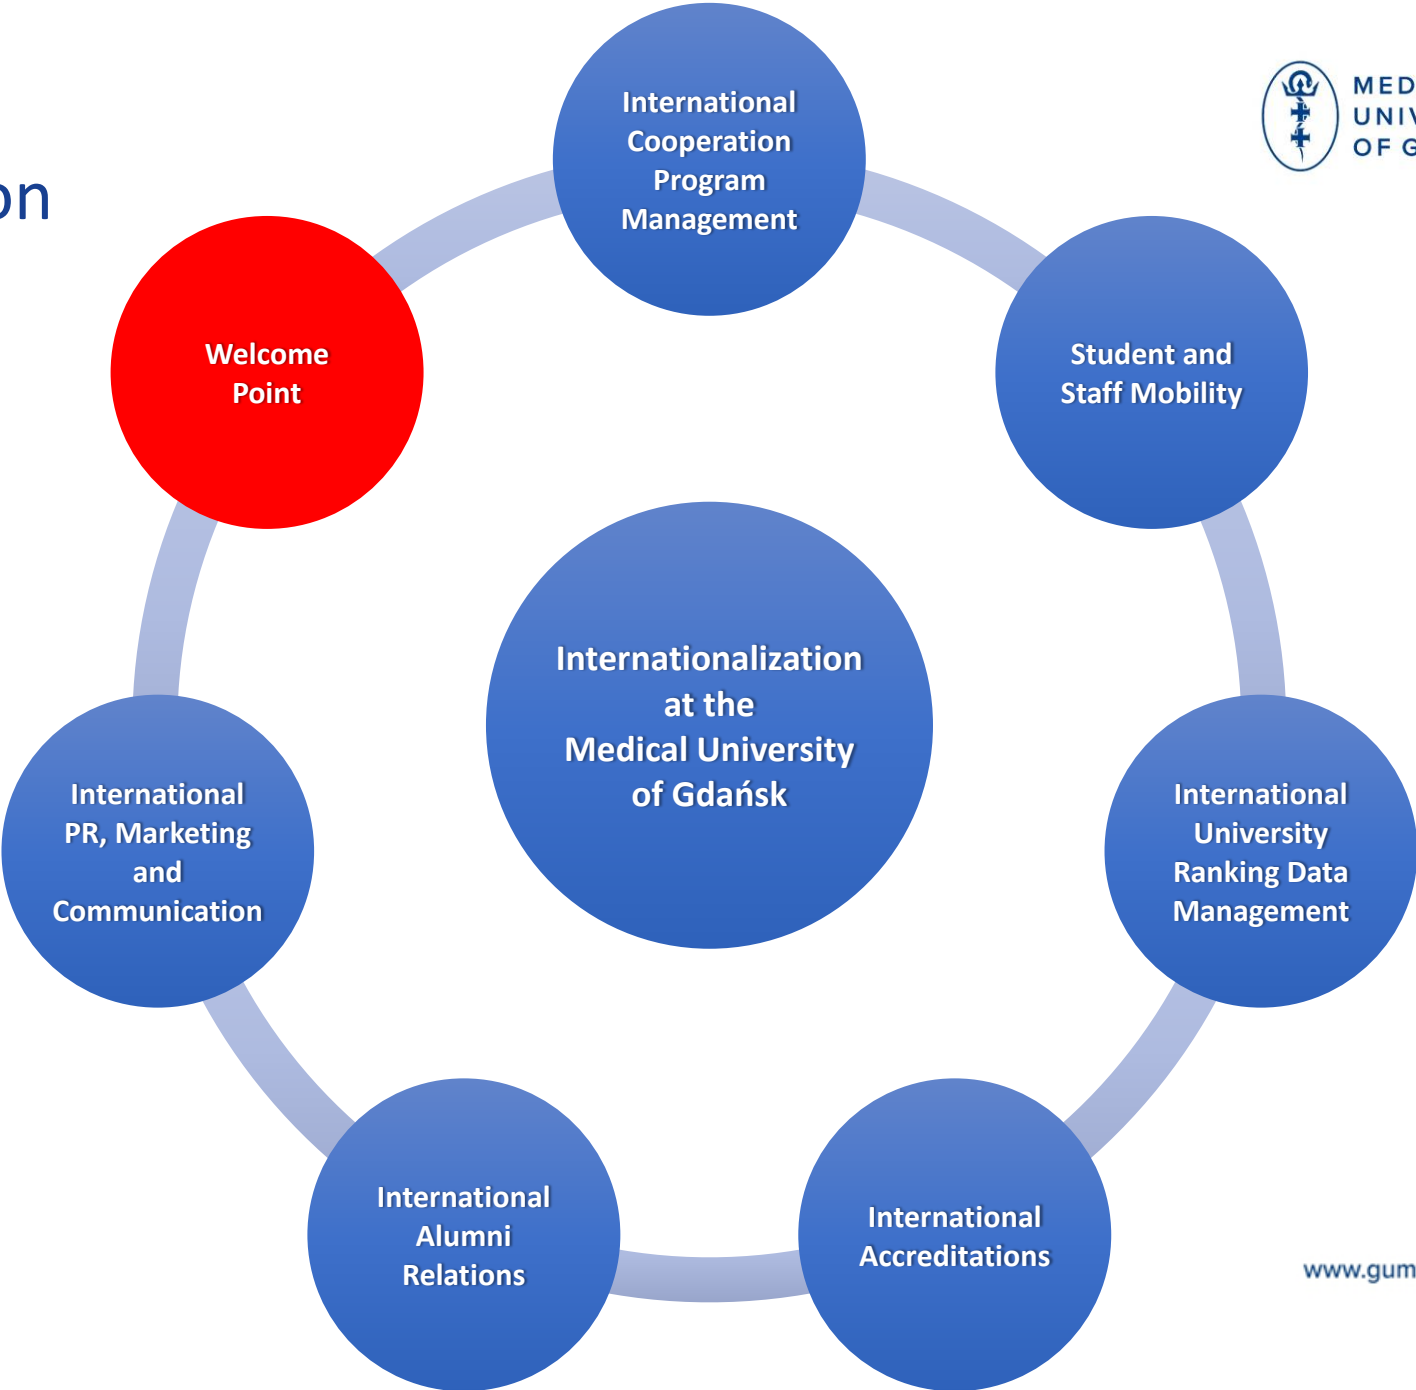 on
International
Cooperation
Program
Management
MED
UNIV
OF G
Welcome
Point
Student and
Staff Mobility
Internationalization
at the
Medical University
of Gdańsk
International
PR, Marketing
and
Communication
International
University
Ranking Data
Management
International
Alumni
Relations
International
Accreditations
www.gum